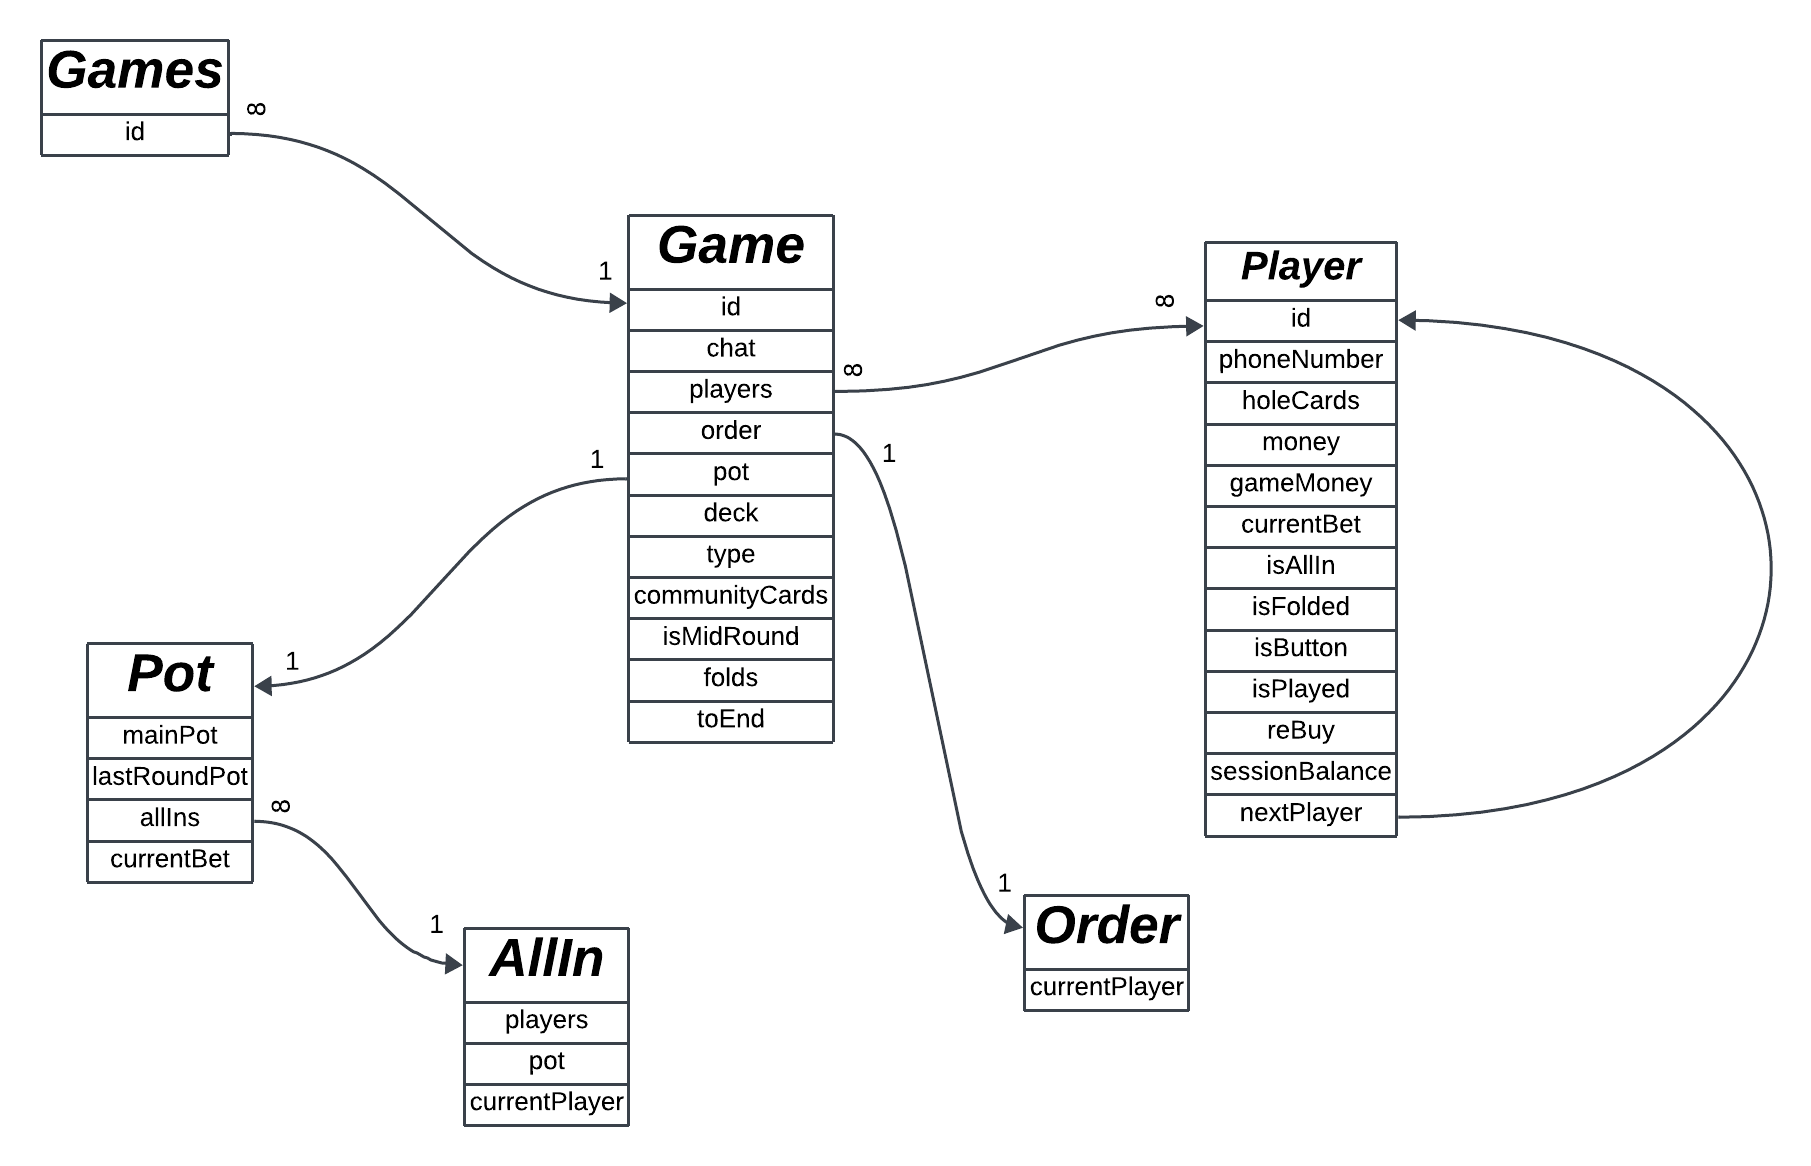 Games
id
∞
1
Game
id
chat
players
order
pot
deck
type
communityCards
isMidRound
folds
toEnd
∞
∞
1
1
Player
id
phoneNumber
holeCards
money
gameMoney
currentBet
isAllIn
isFolded
isButton
isPlayed
reBuy
sessionBalance
nextPlayer
Pot
mainPot
lastRoundPot
allIns
currentBet
1
∞
1
AllIn
players
pot
currentPlayer
1
Order
currentPlayer